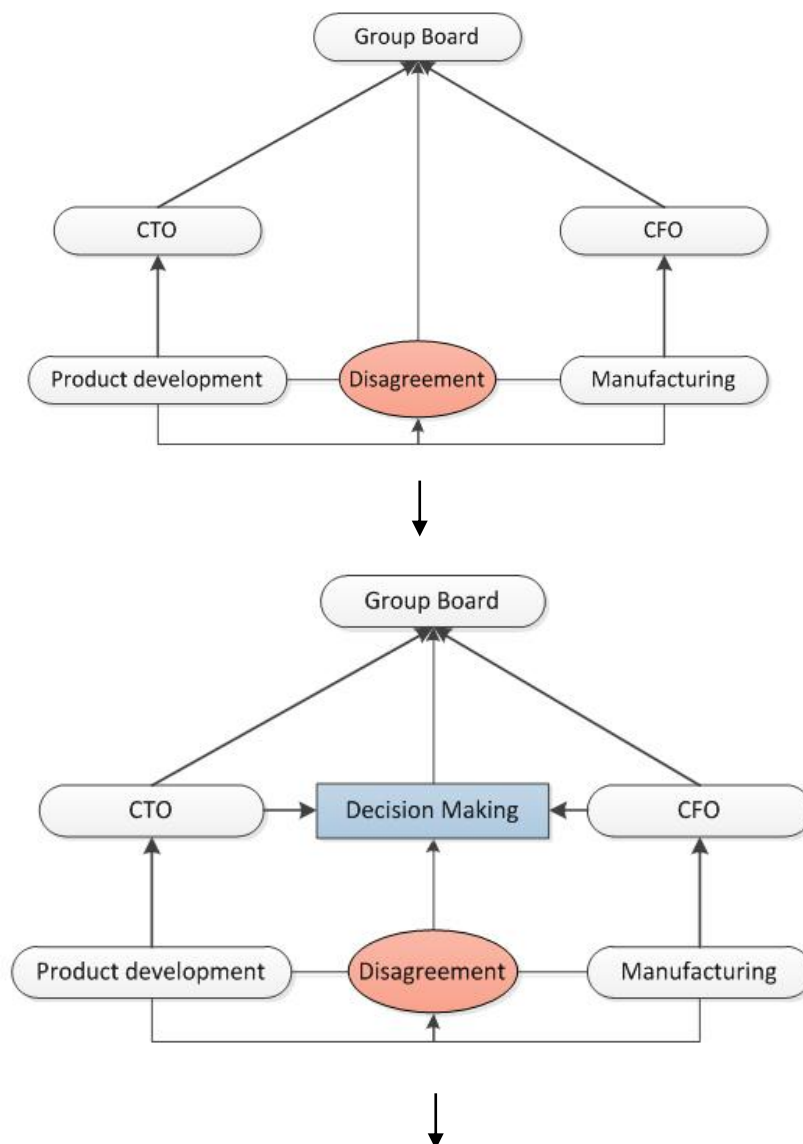 Group Board
CTO
CFO
Product development
Disagreement
Manufacturing
Group Board
CTO
Decision Making
CFO
Product development
Disagreement
Manufacturing